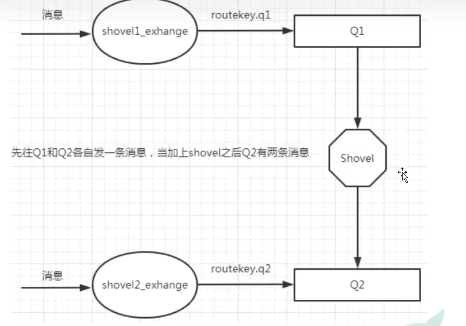 消息
shovel1_exhange
routekey.q1
Q1
先往Q1和Q2各自发一条消息，当加上shovel之后Q2有两条消息
Shovel
消息
shovel2_exhange
routekey.q2
Q2